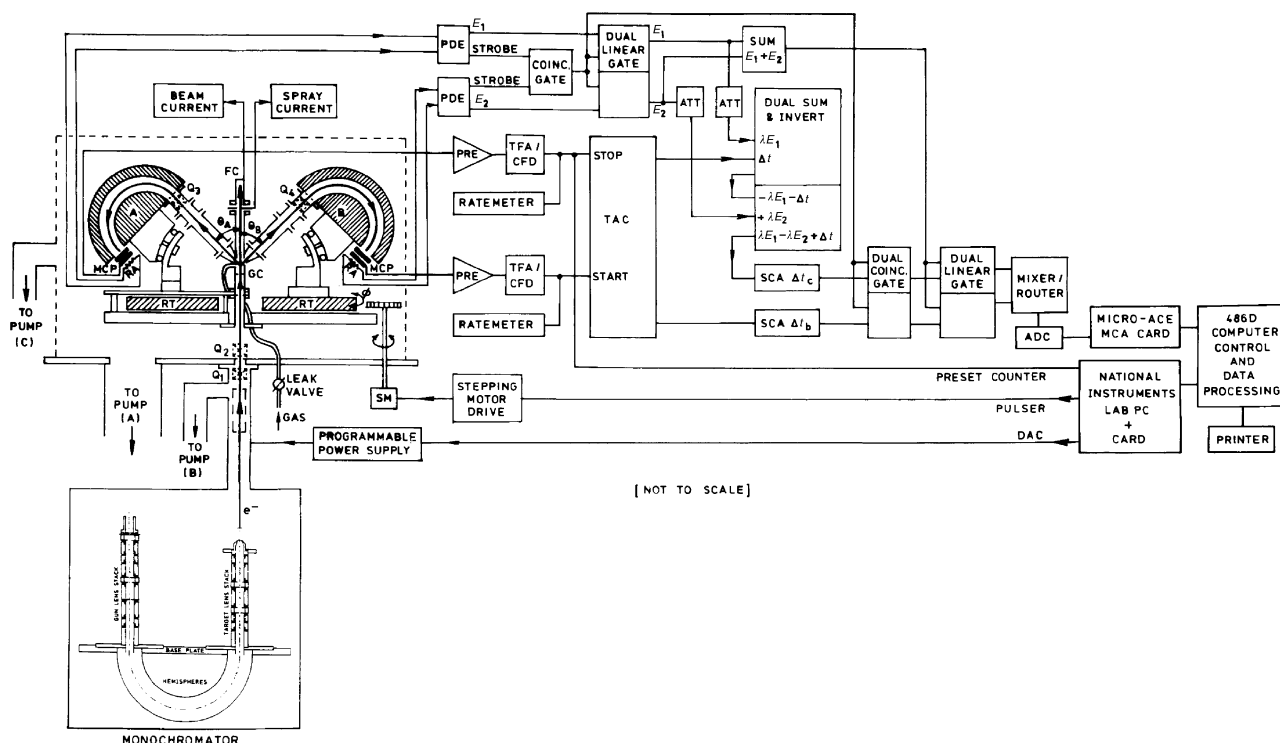 PDE
E1
STROBE
COINC.
GATE
STROBE
PDE
E2
DUAL
LINEAR
GATE
E1
E2
SUM
E1+E2
ATT
ATT
DUAL SUM
& INVERT
λE1
Δt
-λE1-Δt
+λE2
λE1-λE2+Δt
BEAM
CURRENT
SPRAY
CURRENT
FC
Q3
Q4
A
B
θA
θB
MCP
RA
GC
MCP
RA
RT
RT
ϕ
PRE
TFA/
CFD
RATEMETER
STOP
TAC
START
PRE
TFA/
CFD
RATEMETER
SCA Δtc
SCA Δtb
DUAL
COINC.
GATE
DUAL
LINEAR
GATE
MIXER/
ROUTER
ADC
MICRO-ACE
MCA CARD
486D
COMPUTER
CONTROL
AND
DATA
PROCESSING
PRINTER
NATIONAL
INSTRUMENTS
LAB PC
+
CARD
PRESET COUNTER
PULSER
DAC
TO
PUMP
(C)
TO
PUMP
(A)
TO
PUMP
(B)
Q2
Q1
LEAK
VALVE
GAS
SM
STEPPING
MOTOR
DRIVE
PROGRAMMABLE
POWER SUPPLY
[NOT TO SCALE]
e−
GUN LENS STACK
TARGET LENS STACK
BASE PLATE
HEMISPHERES
MONOCHROMATOR